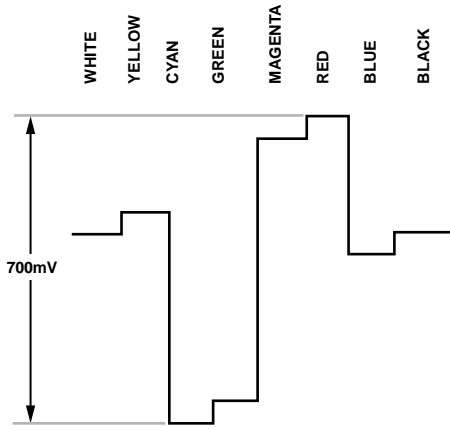 WHITE
YELLOW
CYAN
GREEN
MAGENTA
RED
BLUE
BLACK
700mV